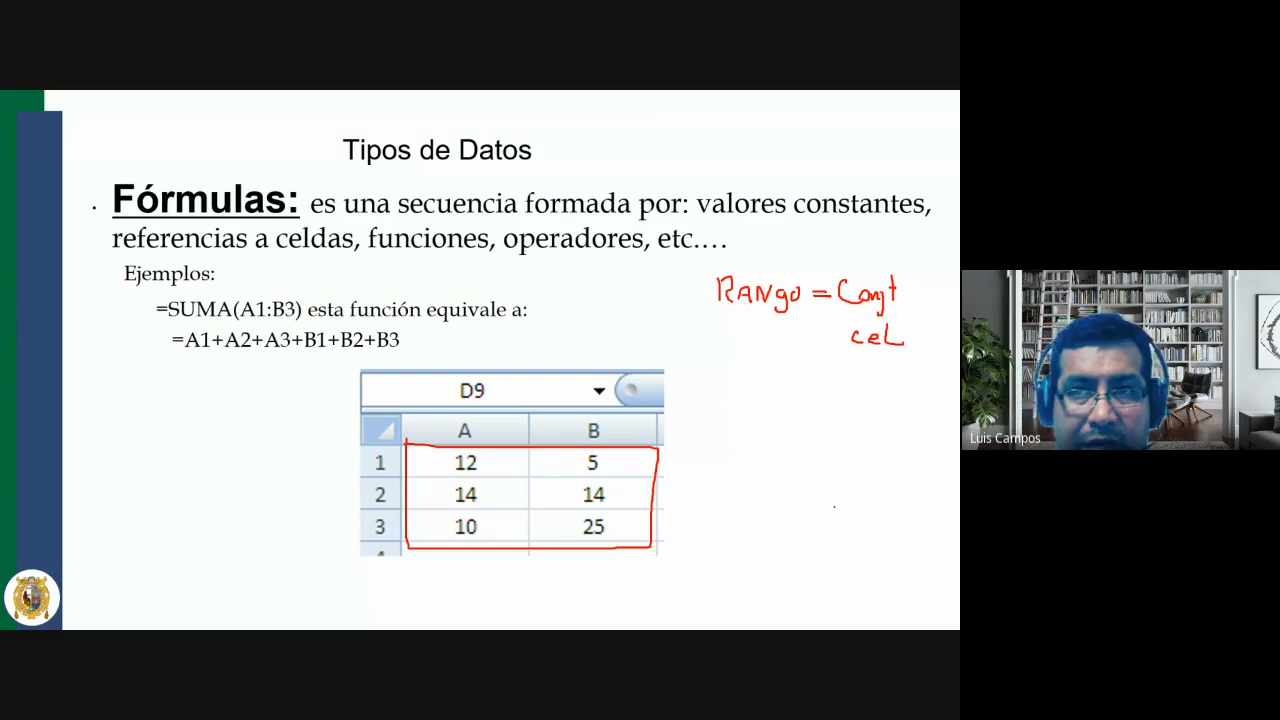 Tipos de Datos
. Fórmulas: es una secuencia formada por: valores constantes,
referencias a celdas, funciones, operadores, etc.…
Ejemplos:
=SUMA(A1:B3) esta función equivale a:
=A1+A2+A3+B1+B2+B3
RANgo =
ceL
D9
A B
1 12 5
2 14 14
3 10 25
4
Luis Campos